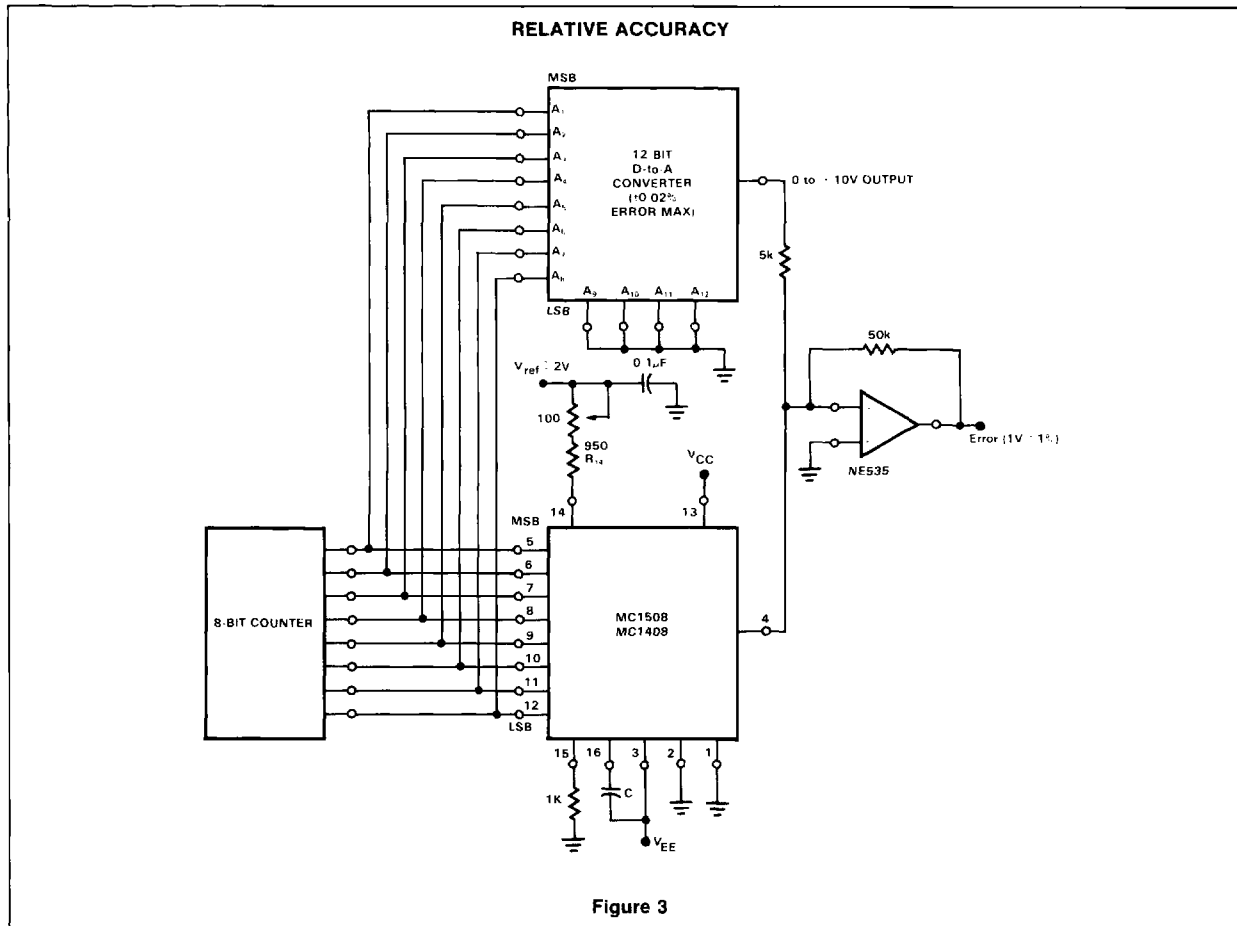 RELATIVE ACCURACY
MSB
A1
A2
A3
A4
A5
A6
A7
A8
12 BIT
D-to-A
CONVERTER
ERROR MAX)
0 to 10V OUTPUT
5k
A9 A10 A11 A12
LSB
50k
Vref 2V
0 1μF
100
950
R14
Error (1V 1%)
NE535
VCC
14
13
MSB
5
6
7
8
9
10
11
12
LSB
8-BIT COUNTER
MC1508
MC1408
4
15 16 3 2 1
1K
C
VEE
Figure 3